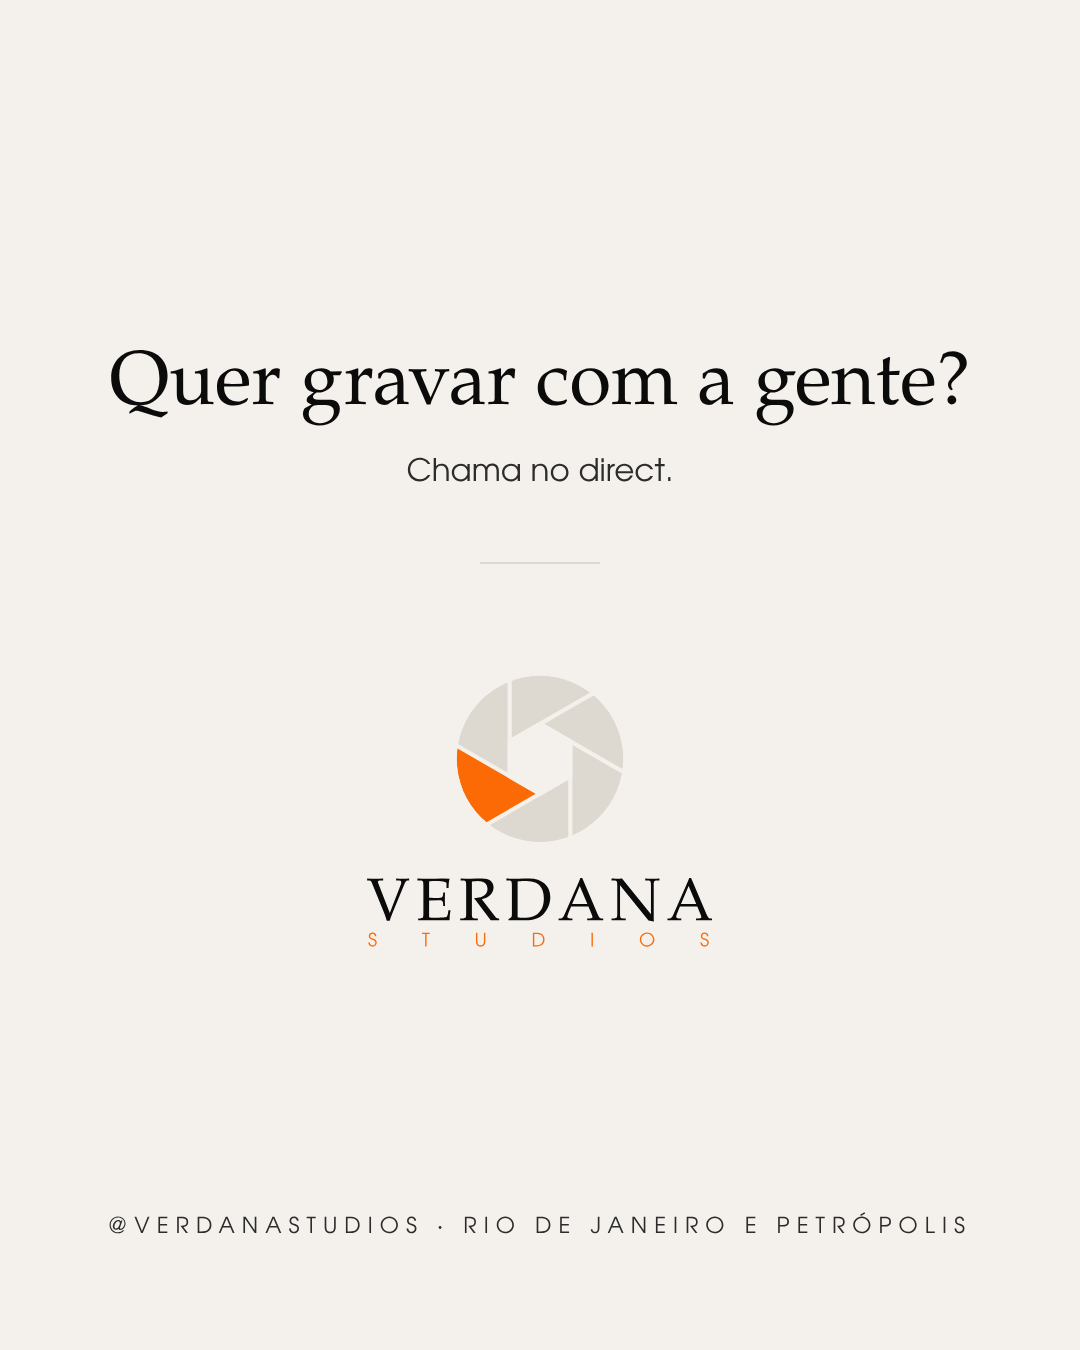 Quer gravar com a gente?
Chama no direct.
VERDANA
STUDIOS
@VERDANASTUDIOS · RIO DE JANEIRO E PETRÓPOLIS